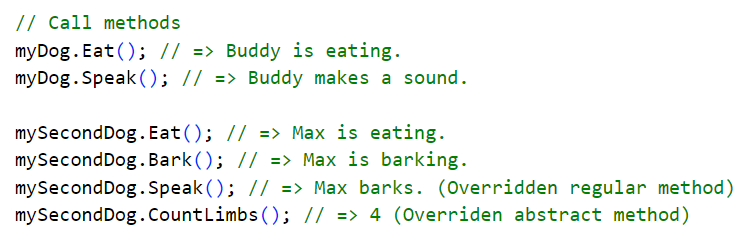 // Call methods
myDog.Eat(); // => Buddy is eating.
myDog.Speak(); // => Buddy makes a sound.
mySecondDog.Eat(); // => Max is eating.
mySecondDog.Bark(); // => Max is barking.
mySecondDog.Speak(); // => Max barks. (Overridden regular method)
mySecondDog.CountLimbs(); // => 4 (Overriden abstract method)